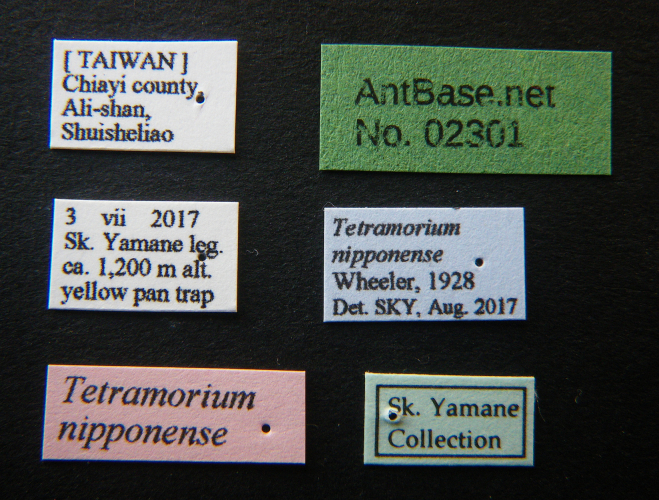 [ TAIWAN ]
Chiayi county,
Ali-shan,
Shuisheliao
AntBase.net
No. 02301
3 vii 2017
Sk. Yamane leg.
ca. 1,200 m alt.
yellow pan trap
Tetramorium
nipponense
Wheeler, 1928
Det. SKY, Aug. 2017
Tetramorium
nipponense
Sk. Yamane
Collection